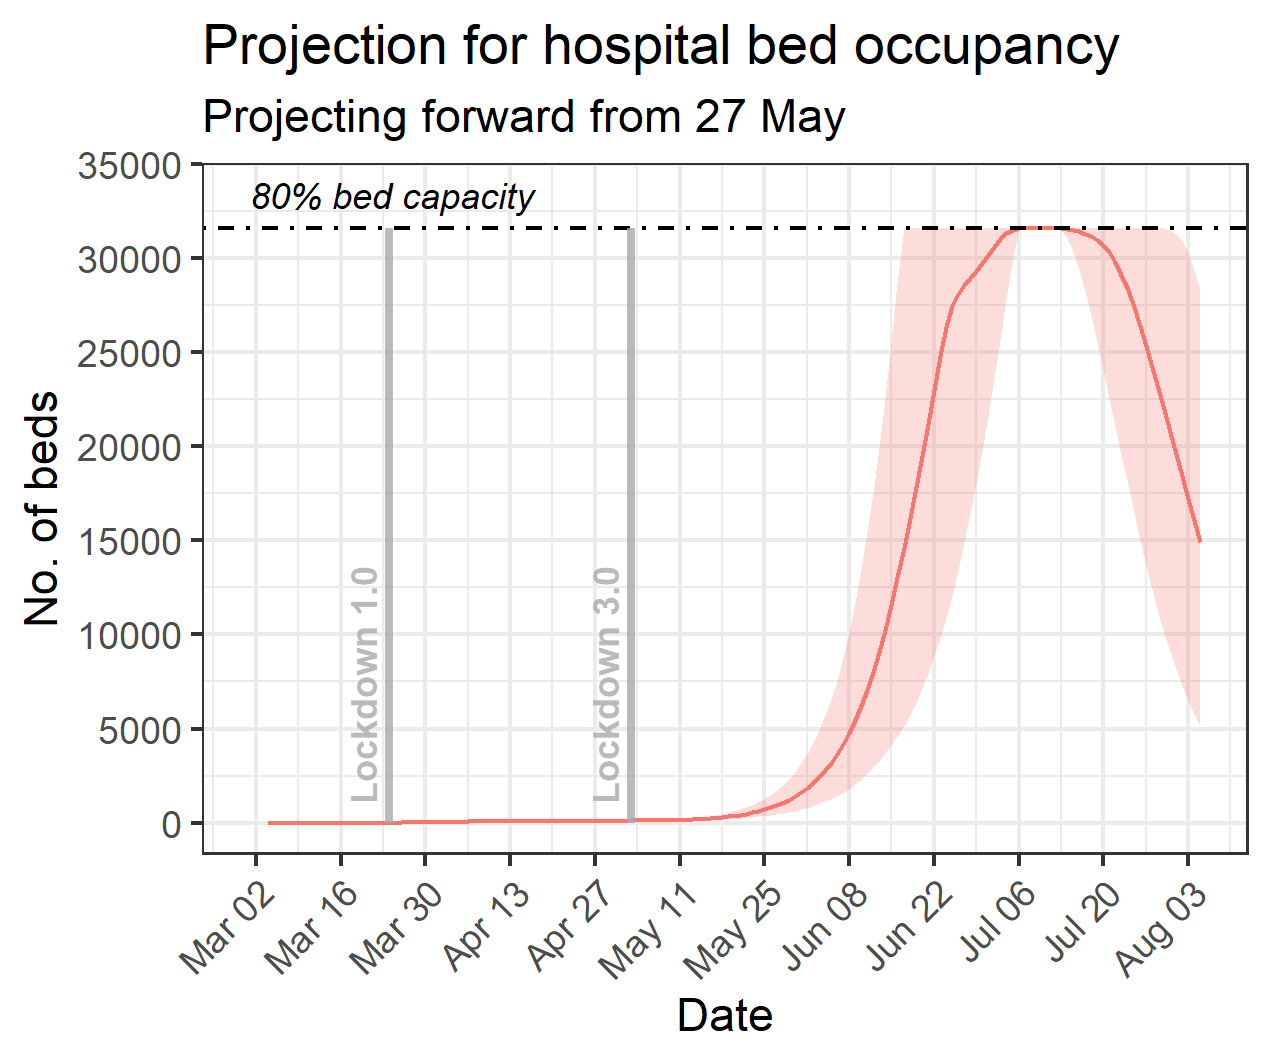 Projection for hospital bed occupancy
Projecting forward from 27 May
35000
80% bed capacity
30000
25000
20000
15000
10000
5000
0
No. of beds
Lockdown 1.0
Lockdown 3.0
Mar 02
Mar 16
Mar 30
Apr 13
Apr 27
May 11
May 25
Jun 08
Jun 22
Jul 06
Jul 20
Aug 03
Date